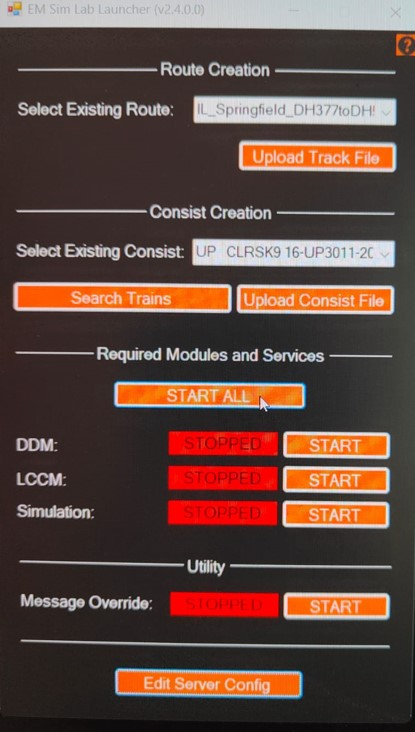 EM Sim Lab Launcher (v2.4.0.0)
?
Route Creation
Select Existing Route: IL_Springfield_DH377toDH
Upload Track File
Consist Creation
Select Existing Consist: UP CLRSK9 16-UP3011-20
Search Trains Upload Consist File
Required Modules and Services
START ALL
DDM: STOPPED START
LCCM: STOPPED START
Simulation: STOPPED START
Utility
Message Override: STOPPED START
Edit Server Config